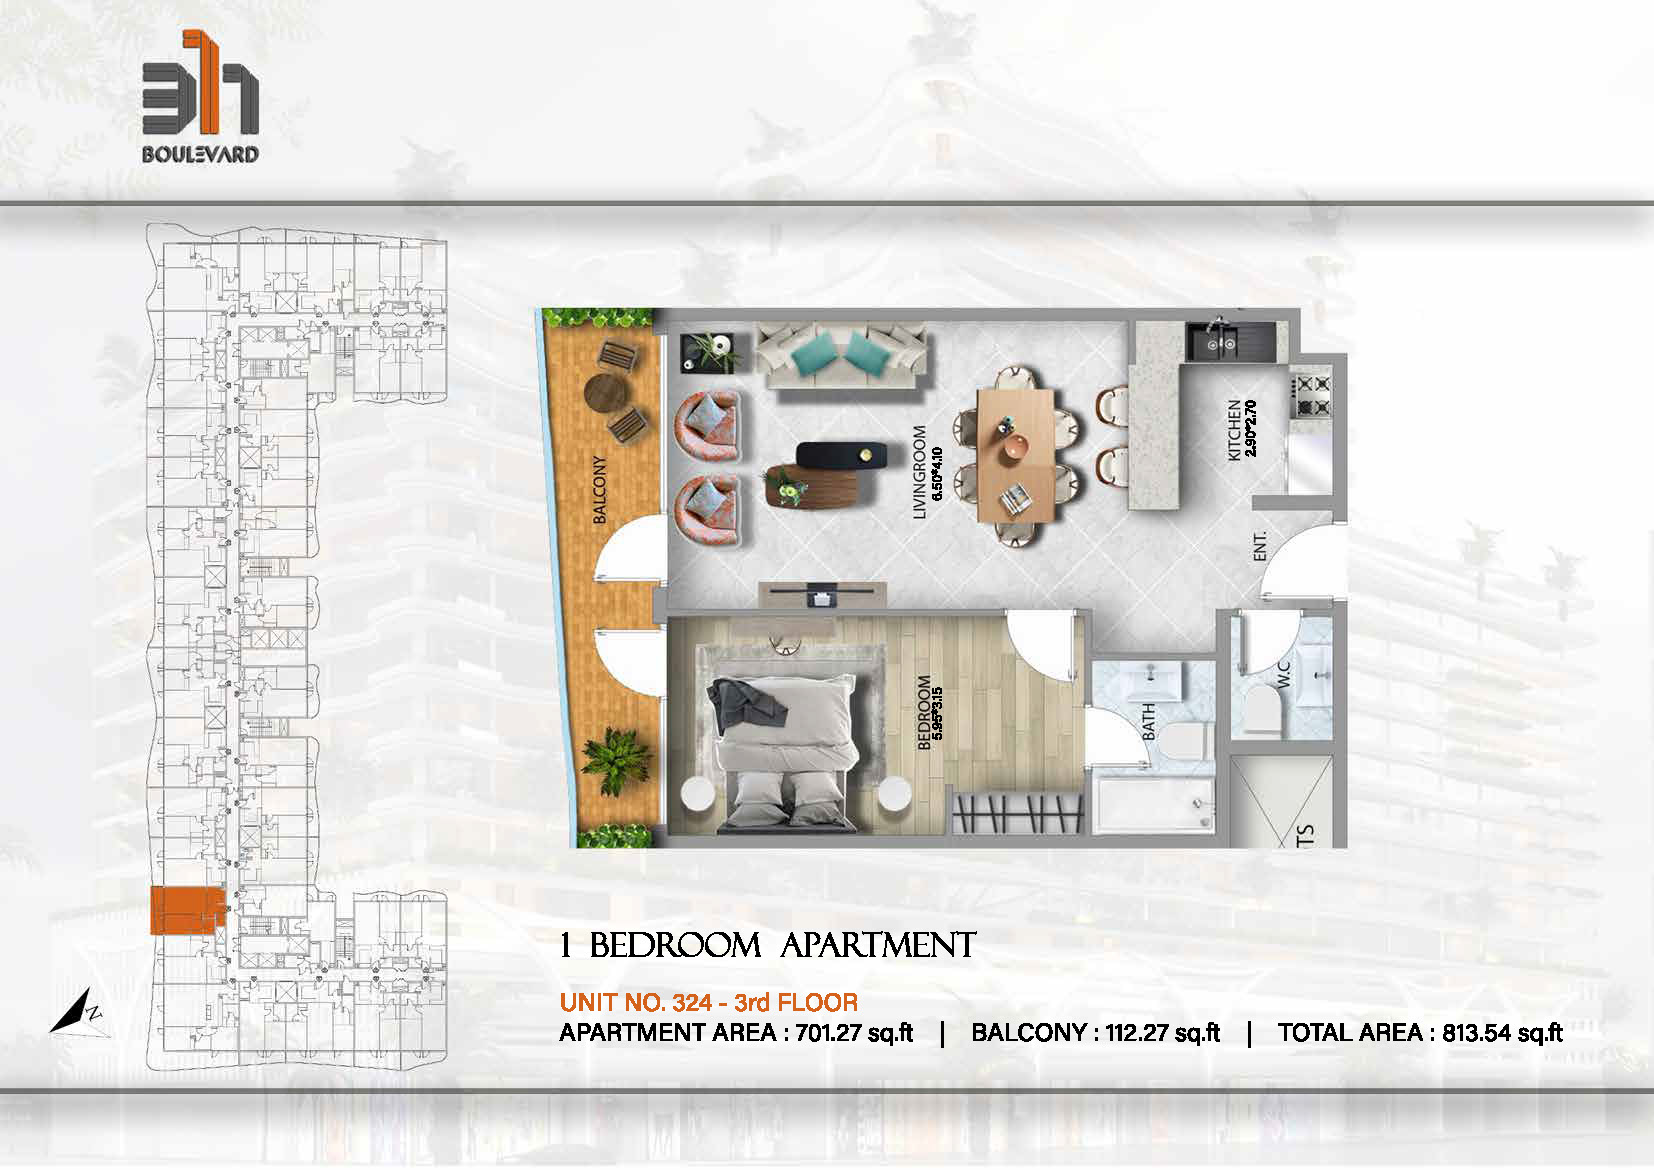 311
BOULEVARD
BALCONY
LIVINGROOM
6.50*4.10
KITCHEN
2.90*2.70
ENT.
BEDROOM
5.95*3.15
BATH
W.C
TS
N
1 BEDROOM APARTMENT
UNIT NO. 324 - 3rd FLOOR
APARTMENT AREA : 701.27 sq.ft | BALCONY : 112.27 sq.ft | TOTAL AREA : 813.54 sq.ft